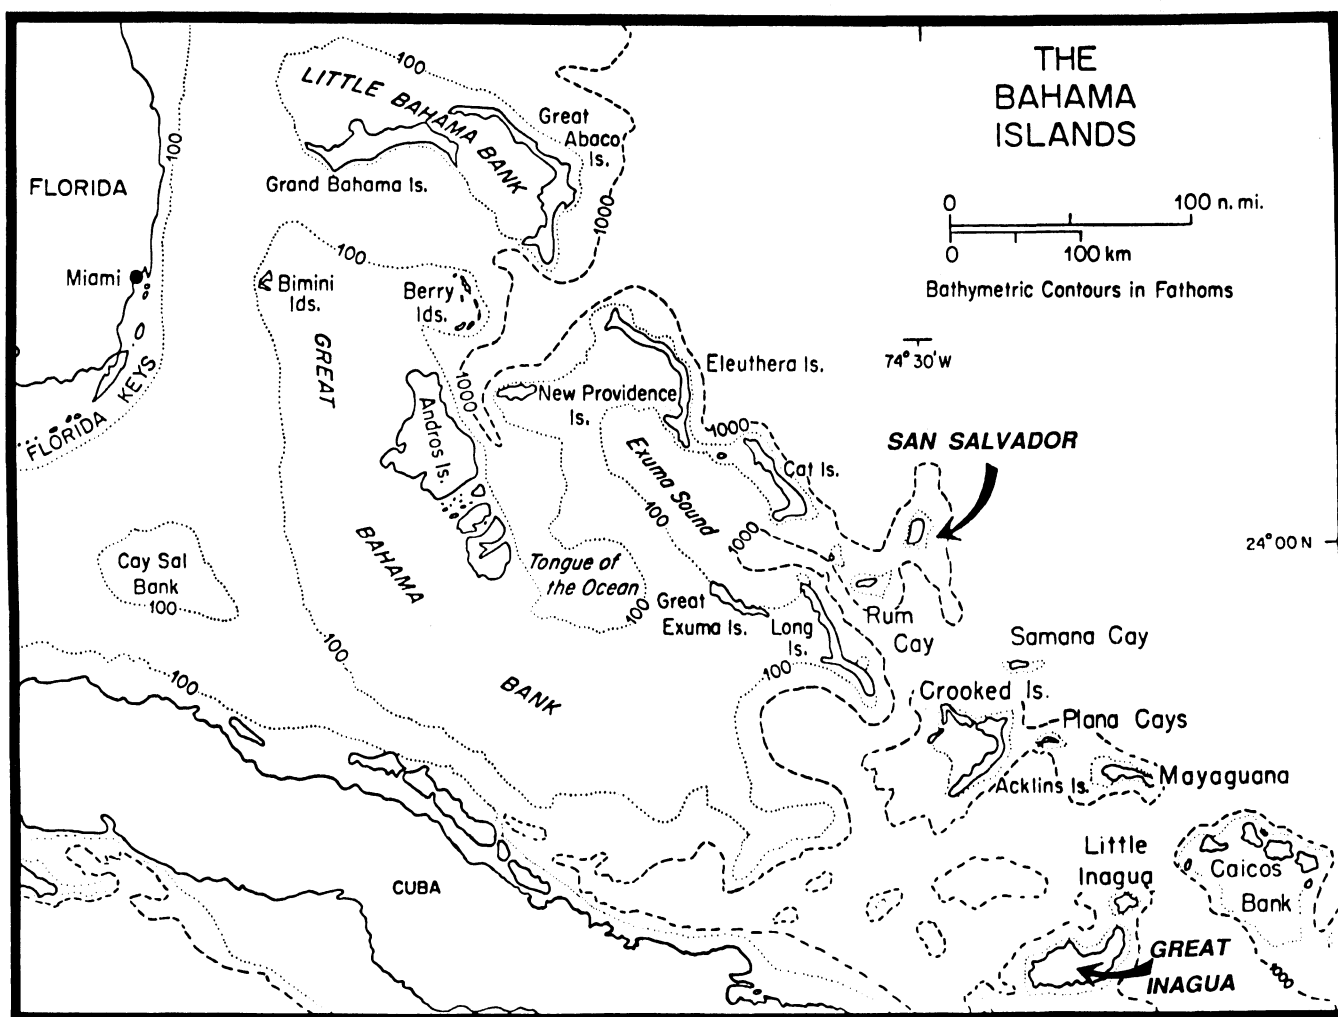 THE
BAHAMA
ISLANDS
0 100 n. mi.
0 100 km
Bathymetric Contours in Fathoms
74° 30' W
24° 00 N
100
LITTLE BAHAMA BANK
Great
Abaco
Is.
Grand Bahama Is.
1000
100
FLORIDA
Miami
FLORIDA KEYS
100
Bimini
Ids.
Berry
Ids.
GREAT
BAHAMA
BANK
1000
New Providence
Is.
Eleuthera Is.
Andros Is.
Exuma Sound
100
1000
1000
Cat Is.
SAN SALVADOR
Cay Sal
Bank
100
Tongue of
the Ocean
100
Great
Exuma Is.
Long
Is.
100
Rum
Cay
Samana Cay
Crooked Is.
Plana Cays
Acklins Is.
Mayaguana
100
100
CUBA
Little
Inagua
Caicos
Bank
1000
GREAT
INAGUA